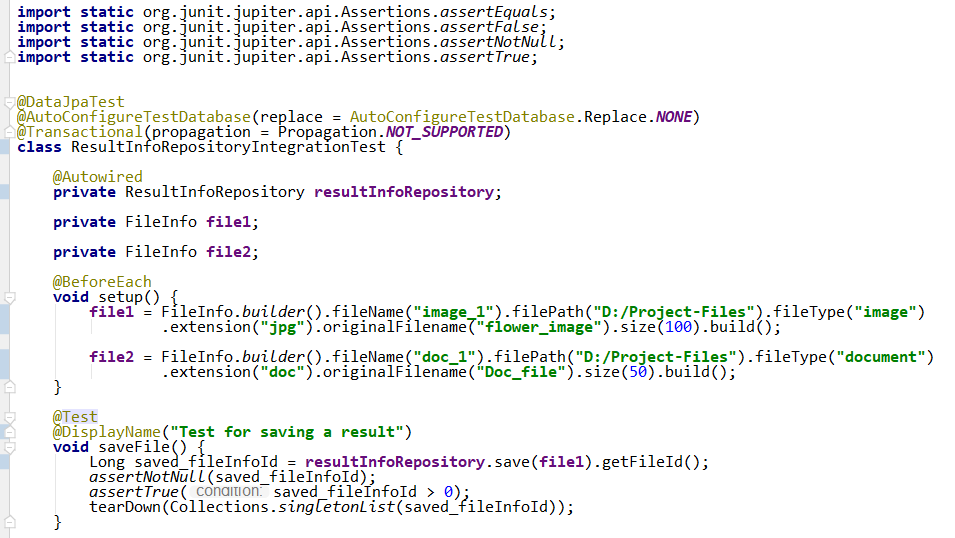 import static org.junit.jupiter.api.Assertions.assertEquals;
import static org.junit.jupiter.api.Assertions.assertFalse;
import static org.junit.jupiter.api.Assertions.assertNotNull;
import static org.junit.jupiter.api.Assertions.assertTrue;
@DataJpaTest
@AutoConfigureTestDatabase(replace = AutoConfigureTestDatabase.Replace.NONE)
@Transactional(propagation = Propagation.NOT_SUPPORTED)
class ResultInfoRepositoryIntegrationTest {
@Autowired
private ResultInfoRepository resultInfoRepository;
private FileInfo file1;
private FileInfo file2;
@BeforeEach
void setup() {
file1 = FileInfo.builder().fileName("image_1").filePath("D:/Project-Files").fileType("image")
.extension("jpg").originalFilename("flower_image").size(100).build();
file2 = FileInfo.builder().fileName("doc_1").filePath("D:/Project-Files").fileType("document")
.extension("doc").originalFilename("Doc_file").size(50).build();
}
@Test
@DisplayName("Test for saving a result")
void saveFile() {
Long saved_fileInfoId = resultInfoRepository.save(file1).getFileId();
assertNotNull(saved_fileInfoId);
assertTrue( condition: saved_fileInfoId > 0);
tearDown(Collections.singletonList(saved_fileInfoId));
}